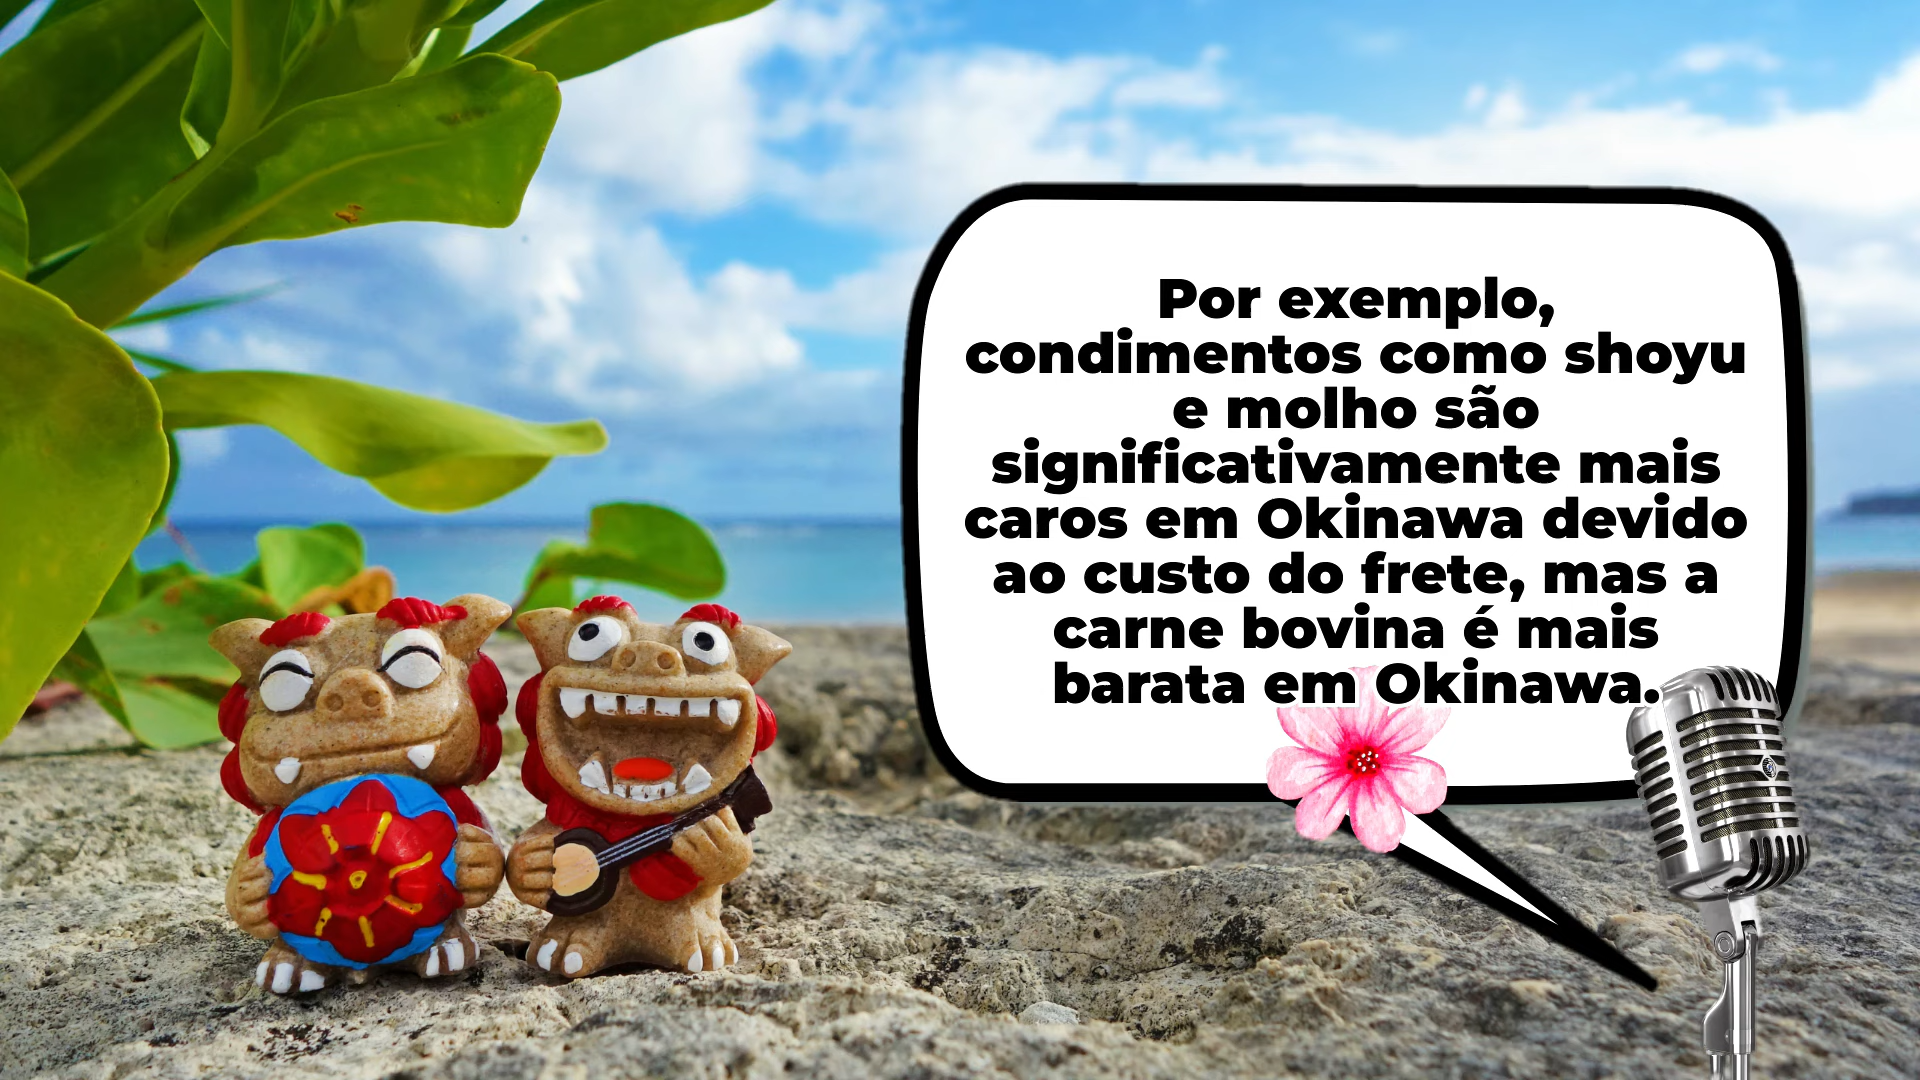 Por exemplo,
condimentos como shoyu
e molho são
significativamente mais
caros em Okinawa devido
ao custo do frete, mas a
carne bovina é mais
barata em Okinawa.